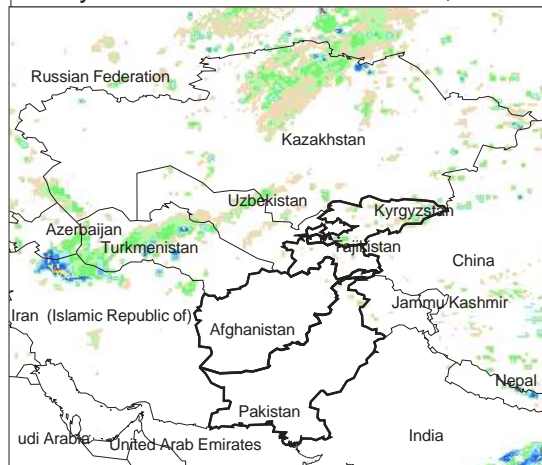 Russian Federation
Kazakhstan
Uzbekistan
Kyrgyzstan
Azerbaijan
Turkmenistan
Tajikistan
China
Jammu Kashmir
Iran (Islamic Republic of)
Afghanistan
Nepal
Pakistan
udi Arabia
United Arab Emirates
India